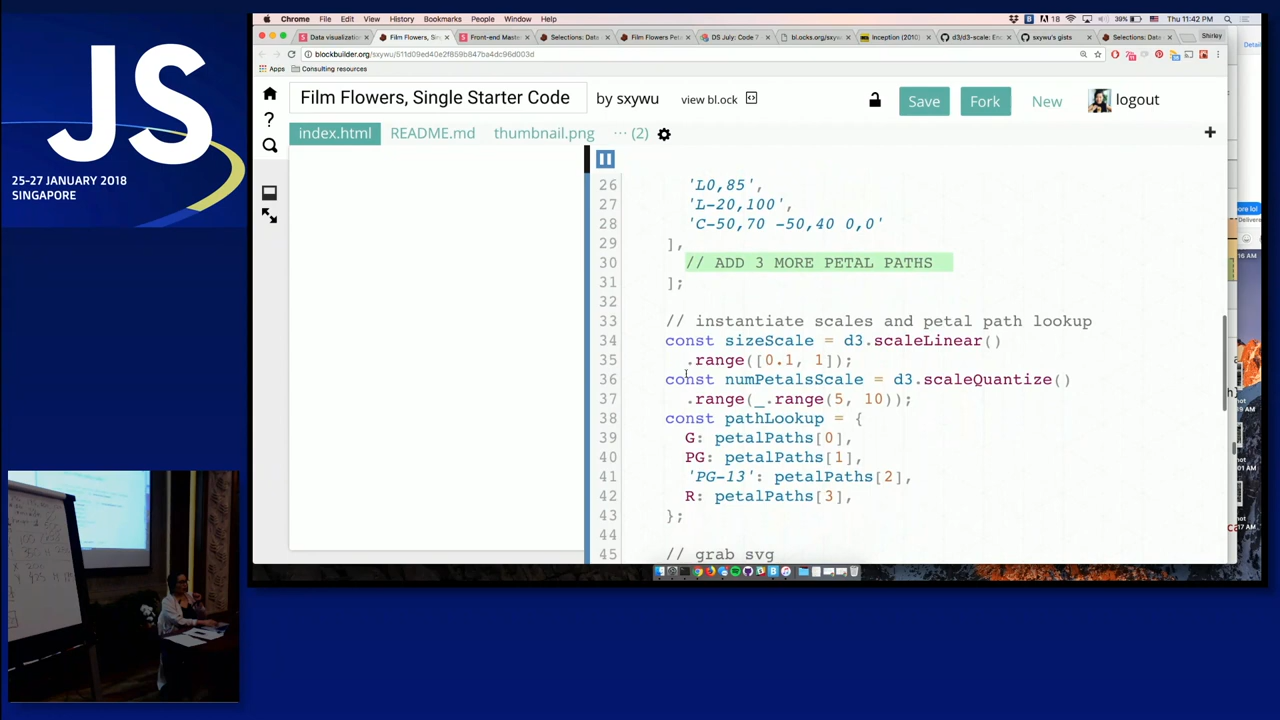 JS
25-27 JANUARY 2018
SINGAPORE
Chrome File Edit View History Bookmarks People Window Help
18 39% Thu 11:42 PM
Data visualization Film Flowers, Sin Front-end Maste Selections: Data Film Flowers Peta DS July: Code 7 bl.ocks.org/sxyw Inception (2010) d3/d3-scale: Enc sxywu's gists Selections: Data Shirley
blockbuilder.org/sxywu/511d09ed40e2f859b847ba4dc96d003d
Apps Consulting resources
Film Flowers, Single Starter Code by sxywu view bl.ock Save Fork New logout
index.html README.md thumbnail.png ··· (2)
26 'L0,85',
27 'L-20,100',
28 'C-50,70 -50,40 0,0'
29 ],
30 // ADD 3 MORE PETAL PATHS
31 ];
32
33 // instantiate scales and petal path lookup
34 const sizeScale = d3.scaleLinear()
35 .range([0.1, 1]);
36 const numPetalsScale = d3.scaleQuantize()
37 .range(_.range(5, 10));
38 const pathLookup = {
39 G: petalPaths[0],
40 PG: petalPaths[1],
41 'PG-13': petalPaths[2],
42 R: petalPaths[3],
43 };
44
45 // grab svg